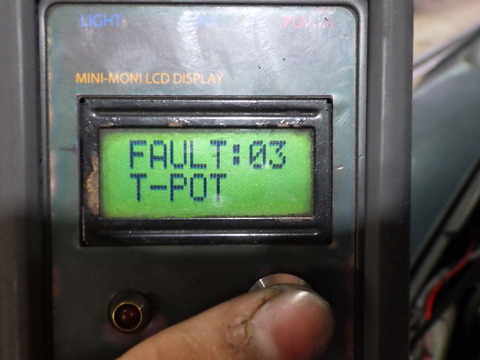 LIGHT
MINI-MONI LCD DISPLAY
FAULT:03
T-POT